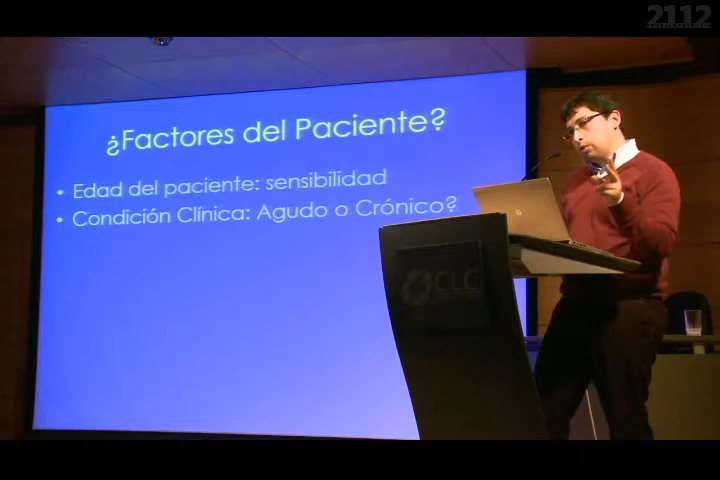 2112
¿Factores del Paciente?
• Edad del paciente: sensibilidad
• Condición Clínica: Agudo o Crónico?
CLC